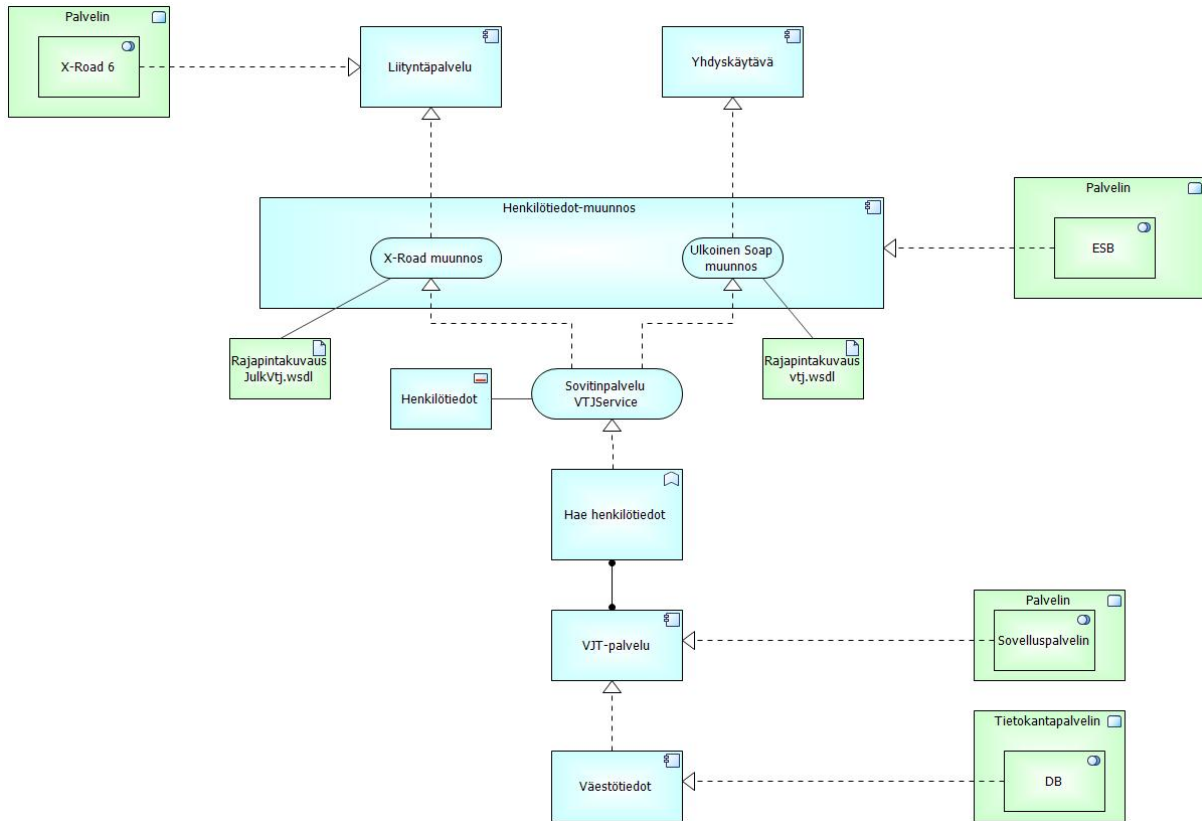 Palvelin
X-Road 6
Liityntäpalvelu
Yhdyskäytävä
Henkilötiedot-muunnos
X-Road muunnos
Ulkoinen Soap
muunnos
Palvelin
ESB
Rajapintakuvaus
JulkVtj.wsdl
Rajapintakuvaus
vtj.wsdl
Henkilötiedot
Sovitinpalvelu
VTJService
Hae henkilötiedot
VJT-palvelu
Palvelin
Sovelluspalvelin
Väestötiedot
Tietokantapalvelin
DB